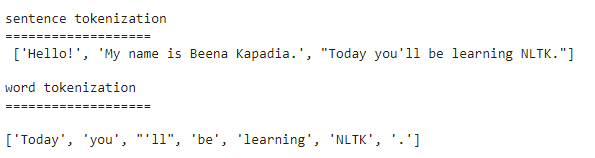 sentence tokenization
===================
['Hello!', 'My name is Beena Kapadia.', "Today you'll be learning NLTK."]
word tokenization
===================
['Today', 'you', "'ll", 'be', 'learning', 'NLTK', '.']